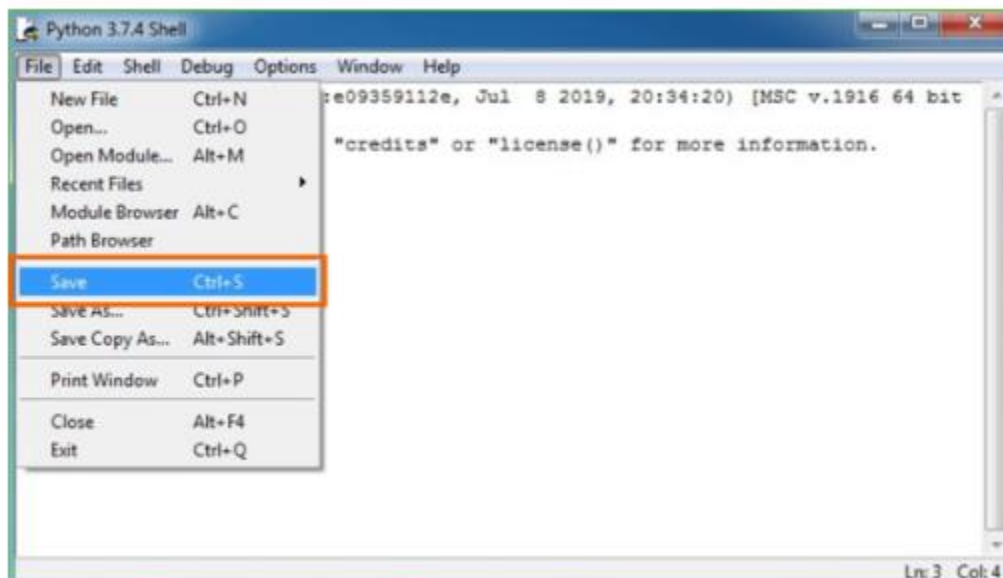 Python 3.7.4 Shell
File Edit Shell Debug Options Window Help
:e09359112e, Jul 8 2019, 20:34:20) [MSC v.1916 64 bit
"credits" or "license()" for more information.
New File Ctrl+N
Open... Ctrl+O
Open Module... Alt+M
Recent Files
Module Browser Alt+C
Path Browser
Save Ctrl+S
Save As... Ctrl+Shift+S
Save Copy As... Alt+Shift+S
Print Window Ctrl+P
Close Alt+F4
Exit Ctrl+Q
Ln: 3 Col: 4